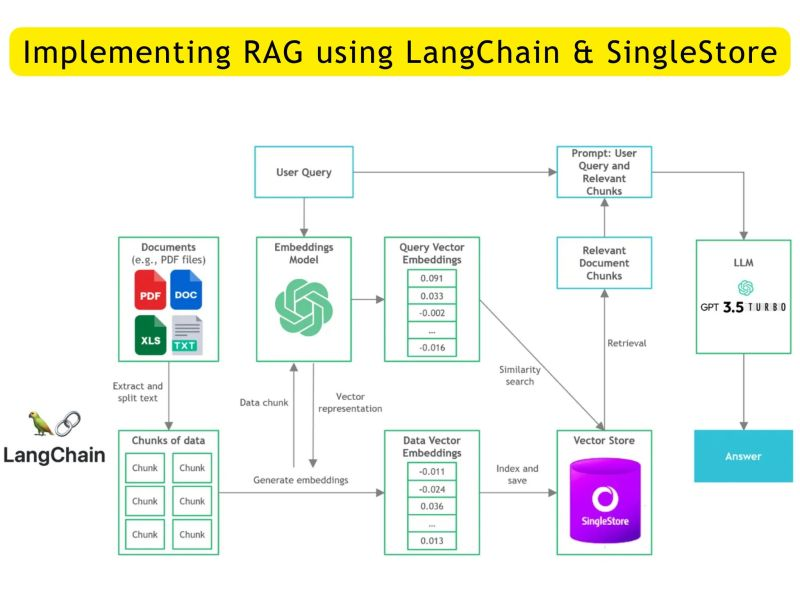 Implementing RAG using LangChain & SingleStore
User Query
Prompt: User
Query and
Relevant
Chunks
Documents
(e.g., PDF files)
PDF
DOC
XLS
TXT
Embeddings
Model
Query Vector
Embeddings
0.091
0.033
-0.002
...
-0.016
Relevant
Document
Chunks
LLM
GPT 3.5 TURBO
Extract and
split text
Data chunk
Vector
representation
Similarity
search
Retrieval
LangChain
Chunks of data
Chunk
Chunk
Chunk
Chunk
Chunk
Chunk
Generate embeddings
Data Vector
Embeddings
-0.011
-0.024
0.036
...
0.013
Index and
save
Vector Store
SingleStore
Answer